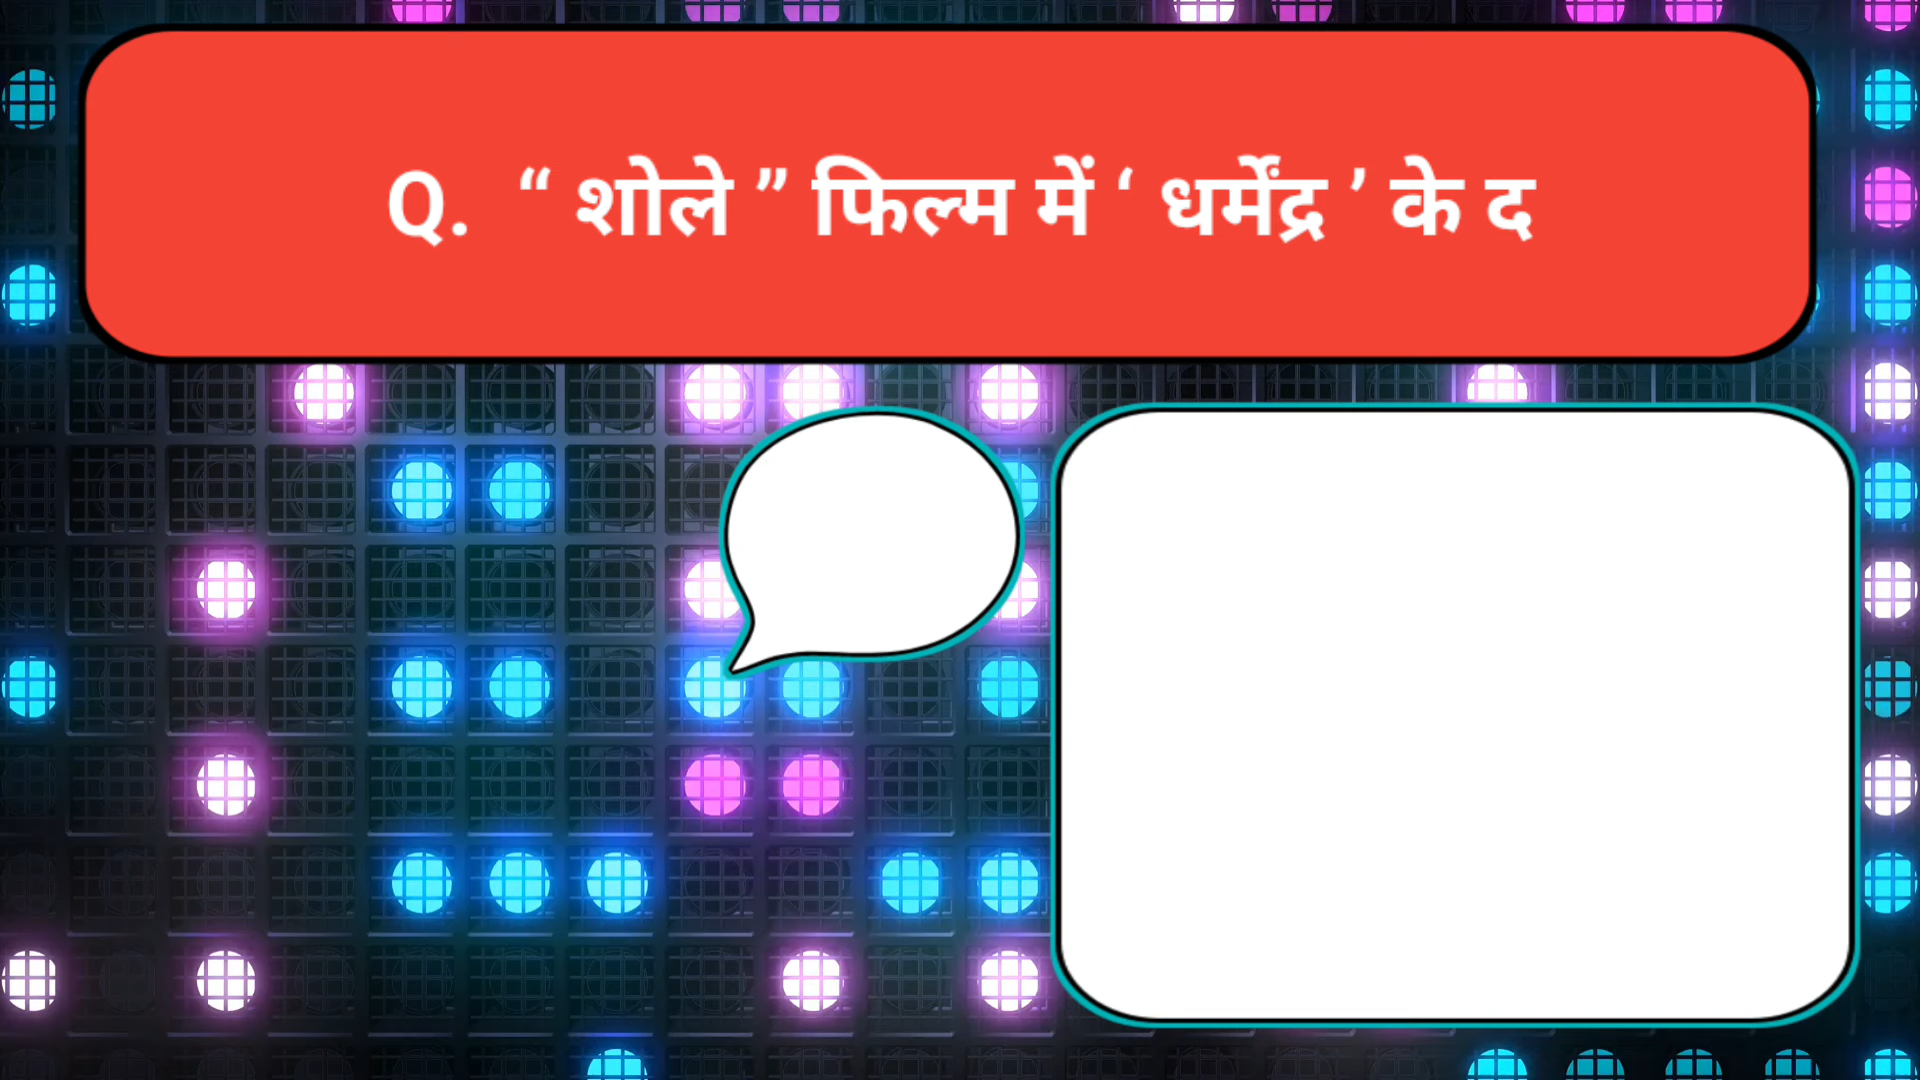 Q. “ शोले ” फिल्म में ‘ धर्मेंद्र ’ के द